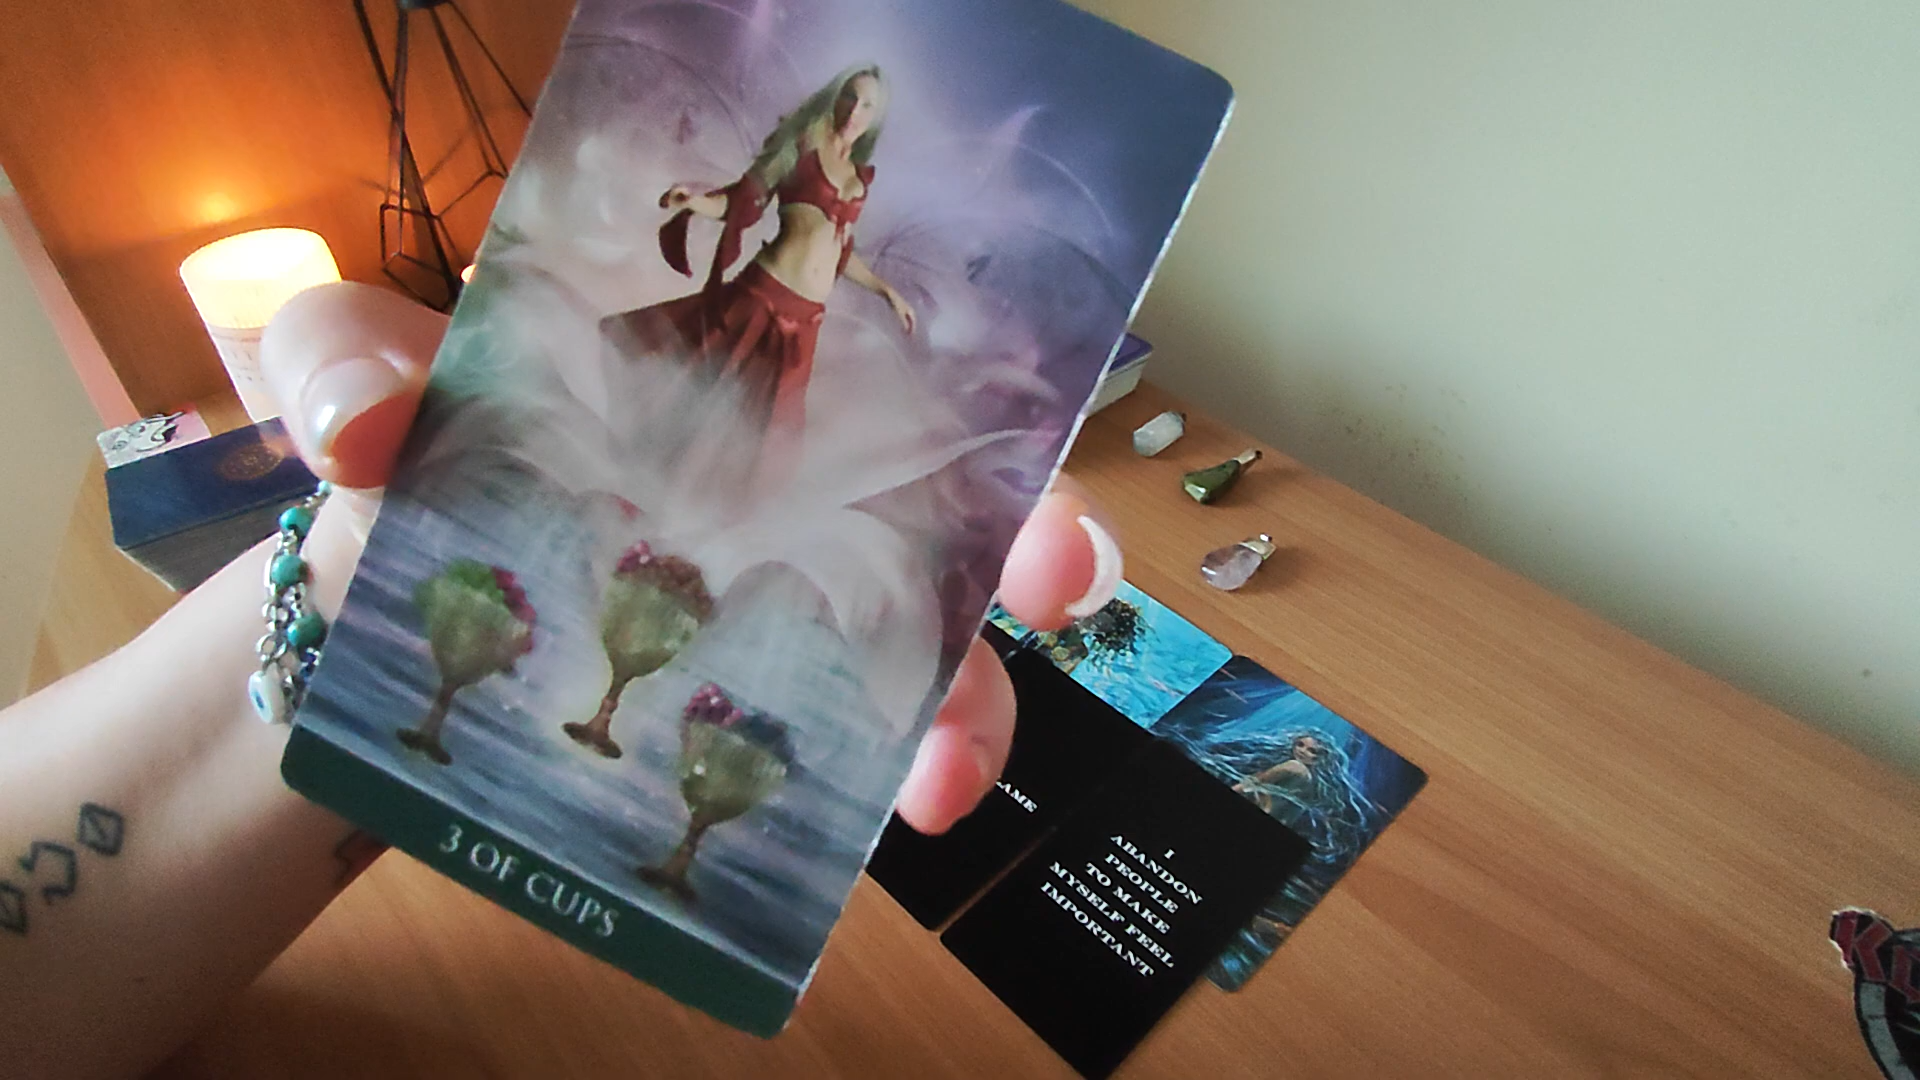 3 OF CUPS
I
ABANDON
PEOPLE
TO MAKE
MYSELF FEEL
IMPORTANT